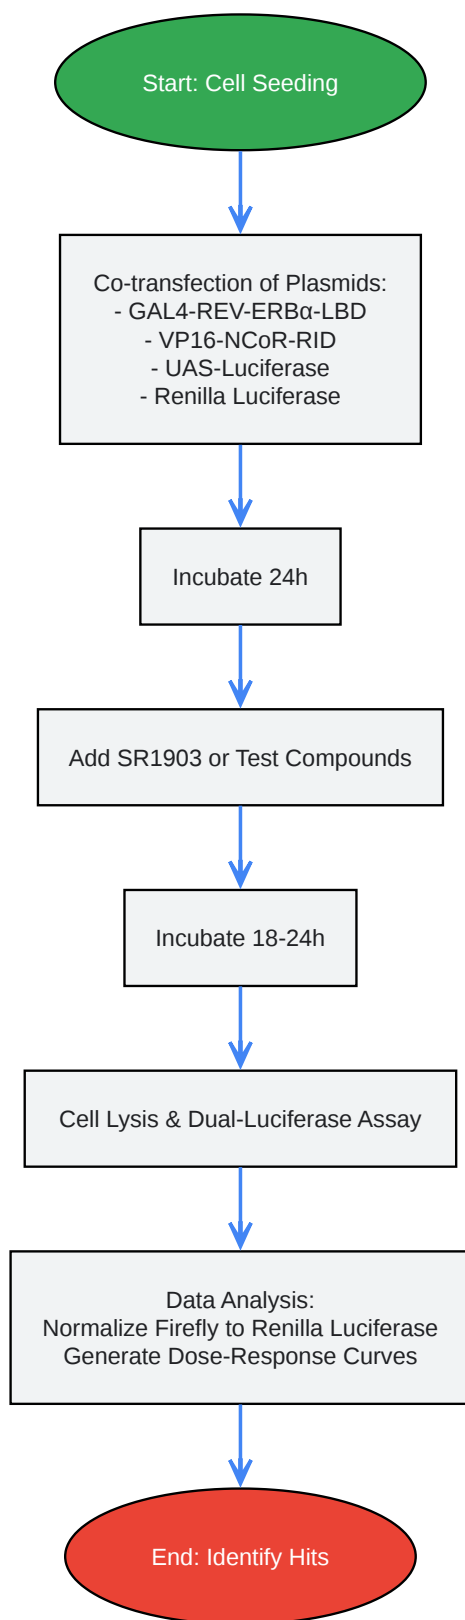 Start: Cell Seeding
Co-transfection of Plasmids:
- GAL4-REV-ERBα-LBD
- VP16-NCoR-RID
- UAS-Luciferase
- Renilla Luciferase
Incubate 24h
Add SR1903 or Test Compounds
Incubate 18-24h
Cell Lysis & Dual-Luciferase Assay
Data Analysis:
Normalize Firefly to Renilla Luciferase
Generate Dose-Response Curves
End: Identify Hits